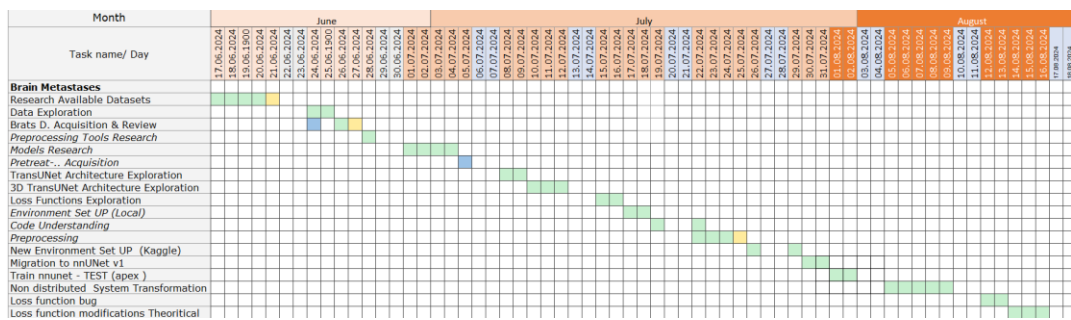 Month
June
July
August
Task name/ Day
17.06.2024
18.06.2024
19.06.1900
20.06.2024
21.06.2024
22.06.2024
23.06.2024
24.06.2024
25.06.1900
26.06.2024
27.06.2024
28.06.2024
29.06.2024
30.06.2024
01.07.2024
02.07.2024
03.07.2024
04.07.2024
05.07.2024
06.07.2024
07.07.2024
08.07.2024
09.07.2024
10.07.2024
11.07.2024
12.07.2024
13.07.2024
14.07.2024
15.07.2024
16.07.2024
17.07.2024
18.07.2024
19.07.2024
20.07.2024
21.07.2024
22.07.2024
23.07.2024
24.07.2024
25.07.2024
26.07.2024
27.07.2024
28.07.2024
29.07.2024
30.07.2024
31.07.2024
01.08.2024
02.08.2024
03.08.2024
04.08.2024
05.08.2024
06.08.2024
07.08.2024
08.08.2024
09.08.2024
10.08.2024
11.08.2024
12.08.2024
13.08.2024
14.08.2024
15.08.2024
16.08.2024
17.08.2024
Brain Metastases
Research Available Datasets
Data Exploration
Brats D. Acquisition & Review
Preprocessing Tools Research
Models Research
Pretreat-.. Acquisition
TransUNet Architecture Exploration
3D TransUNet Architecture Exploration
Loss Functions Exploration
Environment Set UP (Local)
Code Understanding
Preprocessing
New Environment Set UP (Kaggle)
Migration to nnUNet v1
Train nnunet - TEST (apex )
Non distributed System Transformation
Loss function bug
Loss function modifications Theoritical